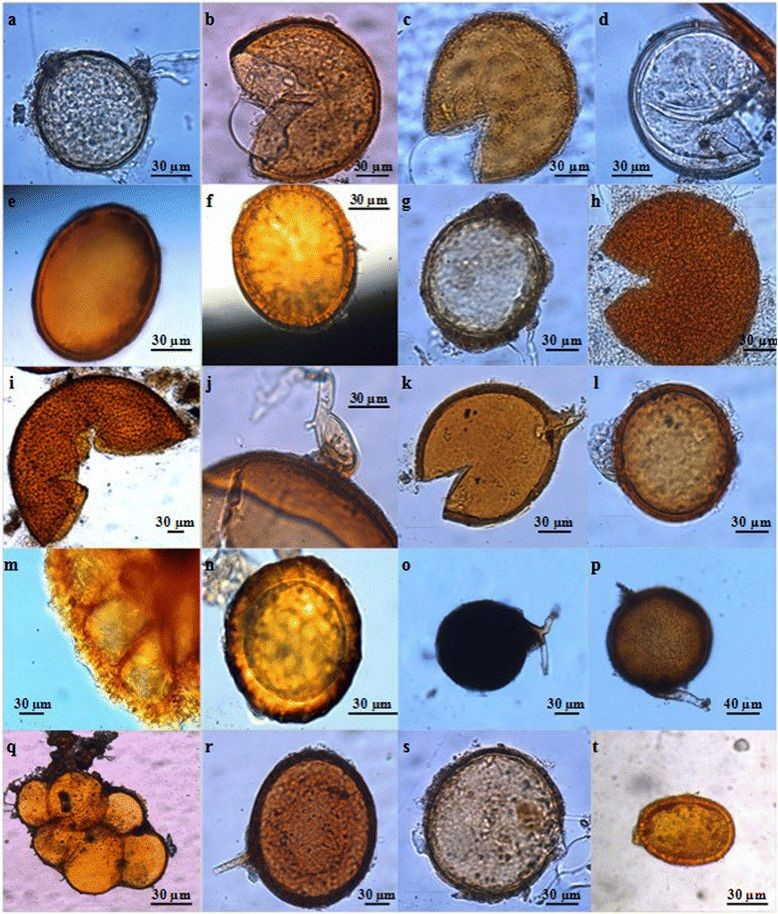 a 30 µm
b 30 µm
c 30 µm
d 30 µm
e 30 µm
f 30 µm
g 30 µm
h 30 µm
i 30 µm
j 30 µm
k 30 µm
l 30 µm
m 30 µm
n 30 µm
o 30 µm
p 40 µm
q 30 µm
r 30 µm
s 30 µm
t 30 µm